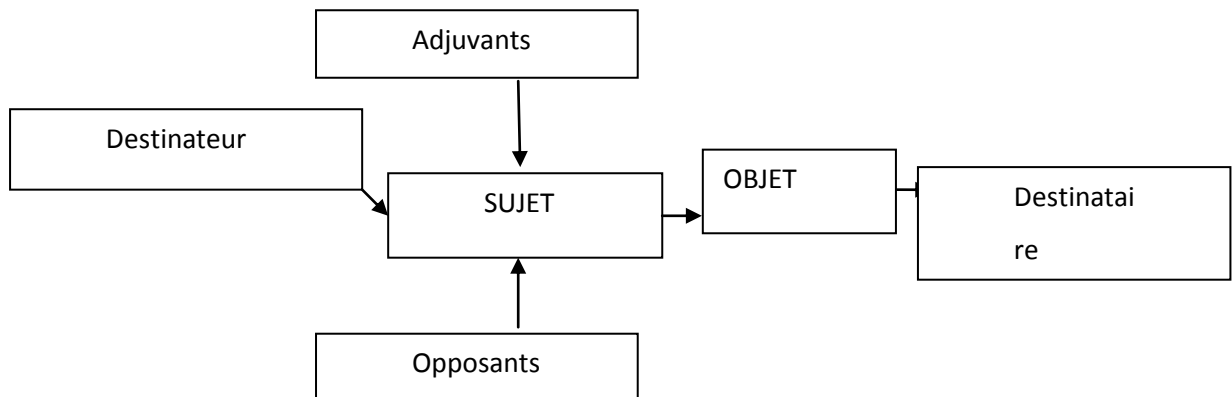 Adjuvants
Destinateur
SUJET
OBJET
Destinatai
re
Opposants